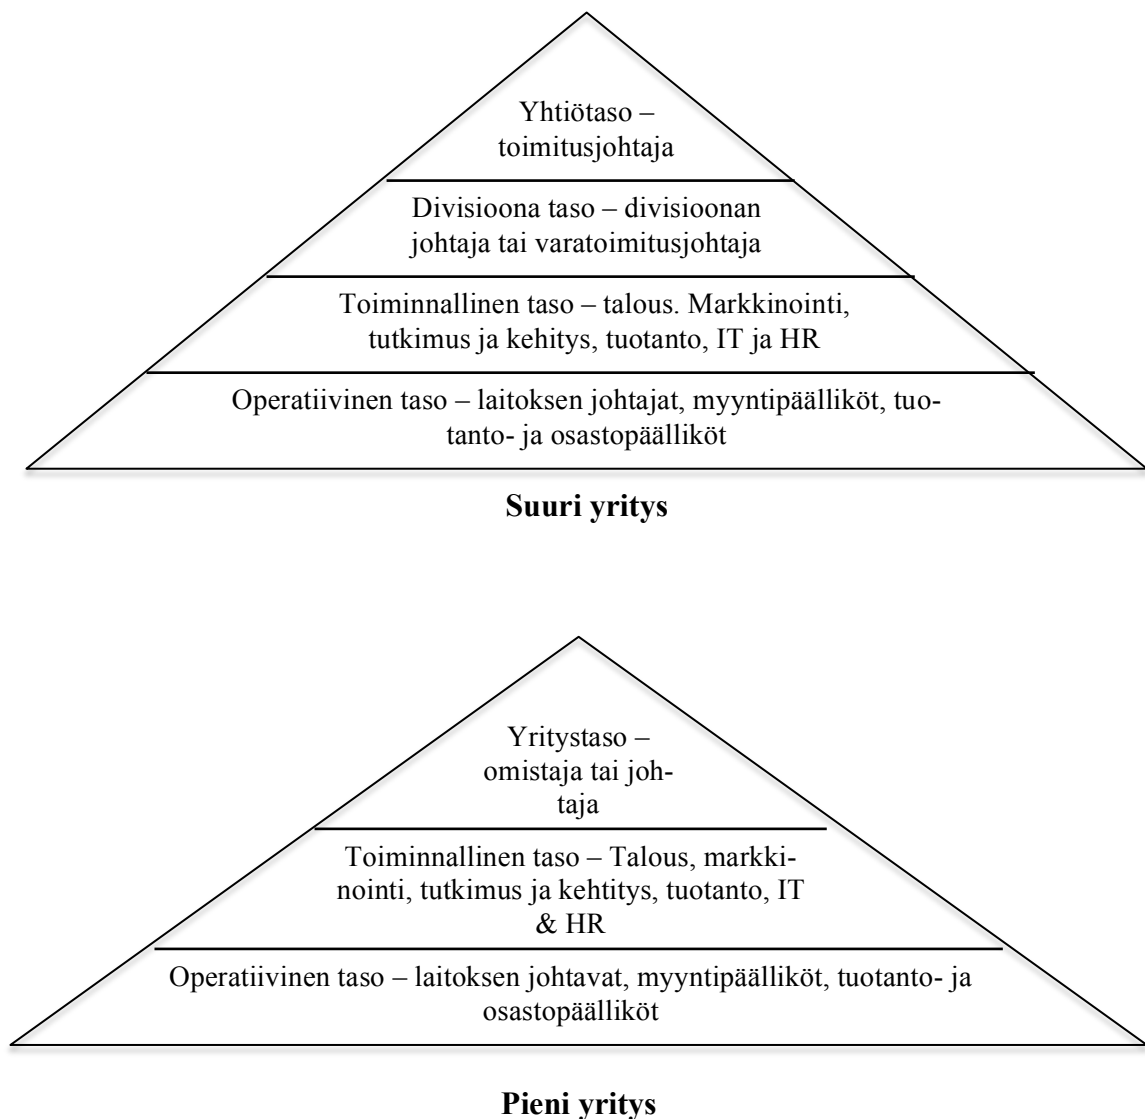 Yhtiötaso –
toimitusjohtaja
Divisioona taso – divisioonan
johtaja tai varatoimitusjohtaja
Toiminnallinen taso – talous. Markkinointi,
tutkimus ja kehitys, tuotanto, IT ja HR
Operatiivinen taso – laitoksen johtajat, myyntipäälliköt, tuo-
tanto- ja osastopäälliköt
Suuri yritys
Yritystaso –
omistaja tai joh-
taja
Toiminnallinen taso – Talous, markki-
nointi, tutkimus ja kehtitys, tuotanto, IT
& HR
Operatiivinen taso – laitoksen johtavat, myyntipäälliköt, tuotanto- ja
osastopäälliköt
Pieni yritys